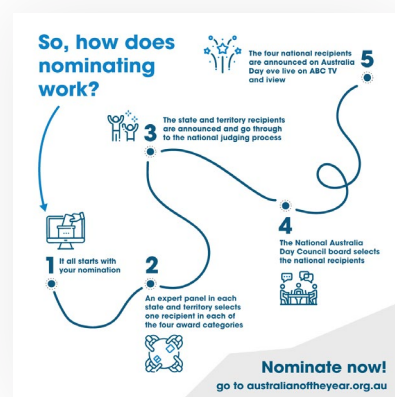 So, how does
nominating
work?
1
It all starts with
your nomination
2
An expert panel in each
state and territory selects
one recipient in each of
the four award categories
3
The state and territory recipients
are announced and go through
to the national judging process
4
The National Australia
Day Council board selects
the national recipients
5
The four national recipients
are announced on Australia
Day eve live on ABC TV
and iview
Nominate now!
go to australianoftheyear.org.au